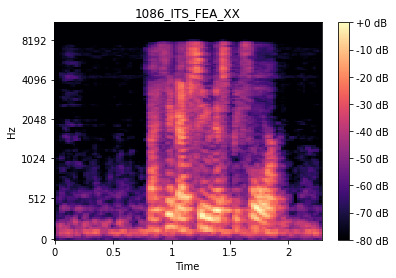 1086_ITS_FEA_XX
Hz
8192
4096
2048
1024
512
0
0
0.5
1
1.5
2
Time
+0 dB
-10 dB
-20 dB
-30 dB
-40 dB
-50 dB
-60 dB
-70 dB
-80 dB